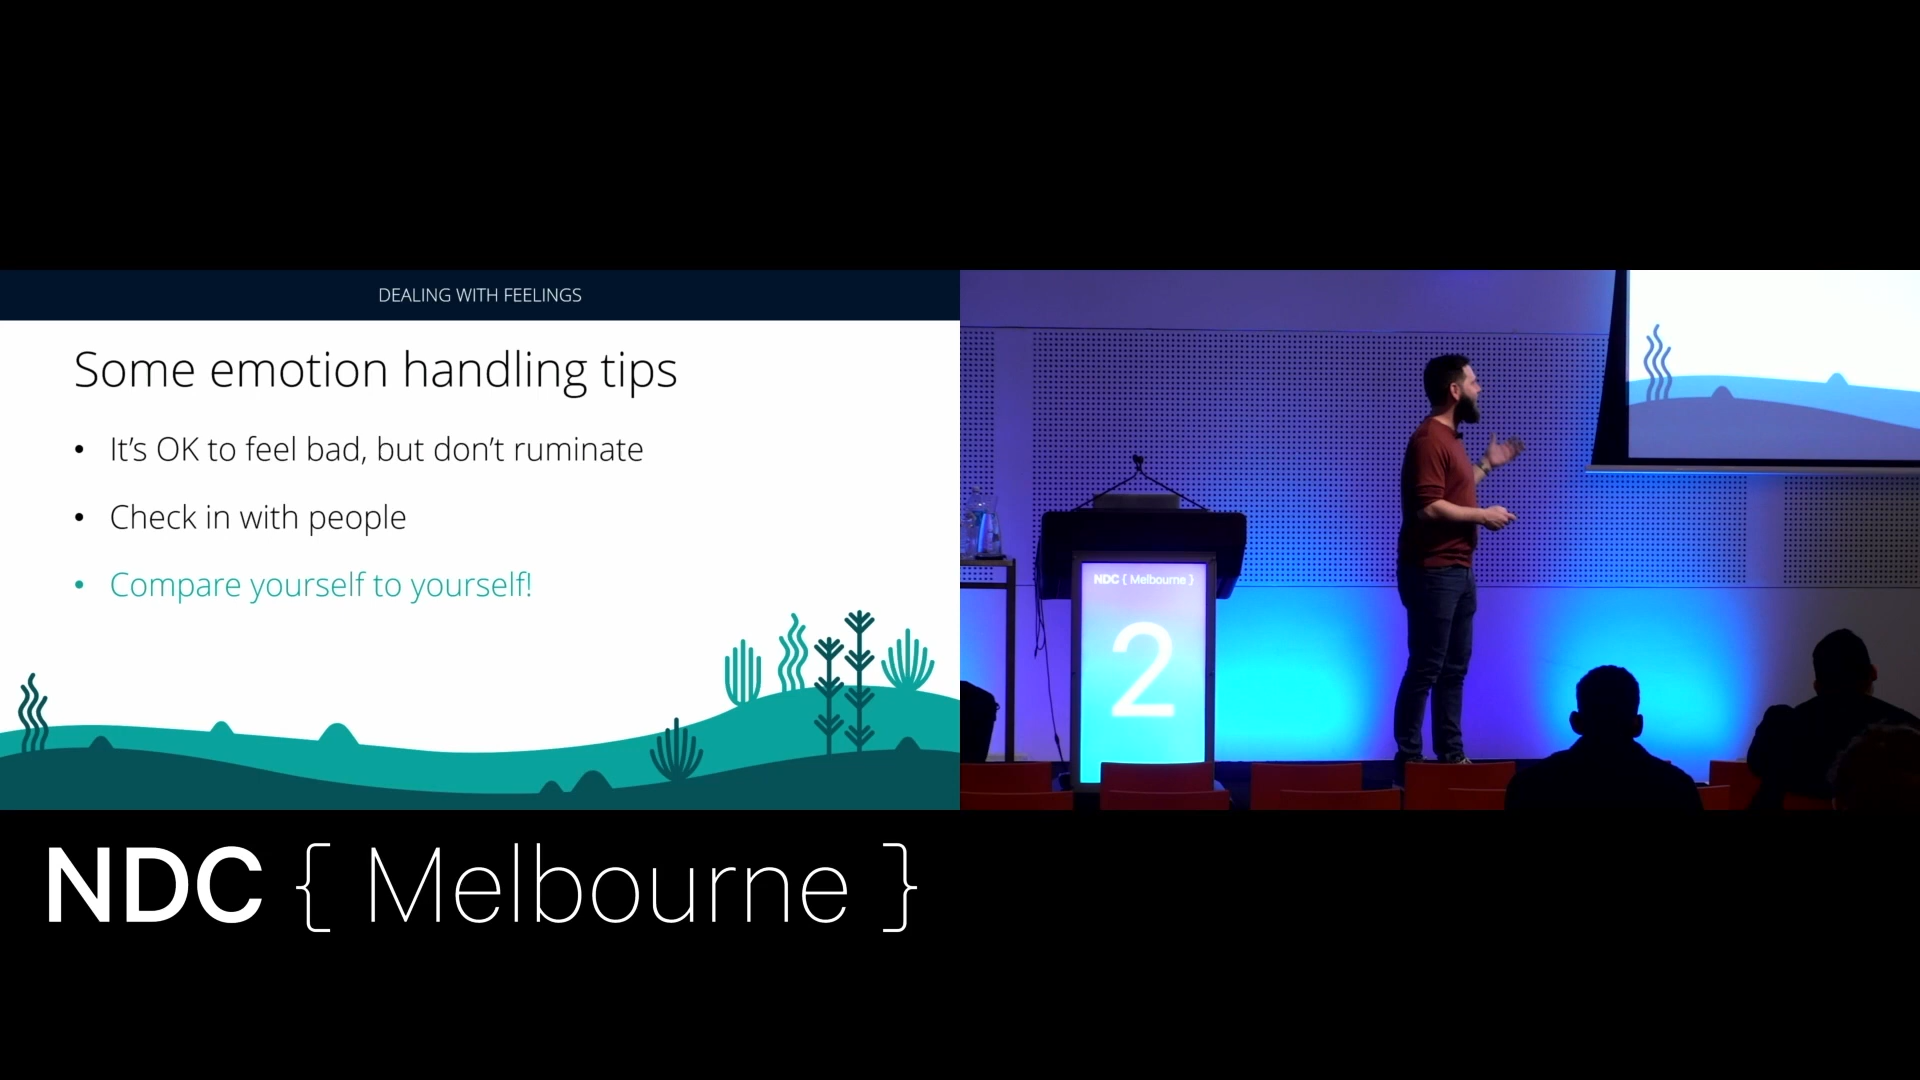 DEALING WITH FEELINGS
Some emotion handling tips
• It’s OK to feel bad, but don’t ruminate
• Check in with people
• Compare yourself to yourself!
NDC { Melbourne }
2
NDC { Melbourne }